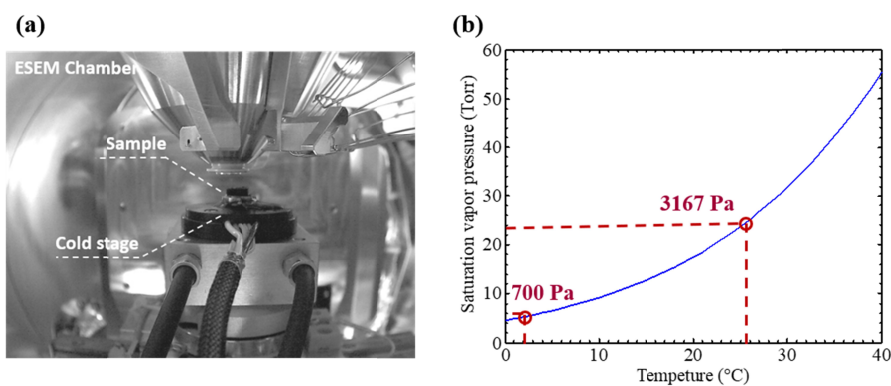 (a)
ESEM Chamber
Sample
Cold stage
(b)
Saturation vapor pressure (Torr)
60
50
40
30
20
10
0
3167 Pa
700 Pa
0
10
20
30
40
Tempeture (°C)